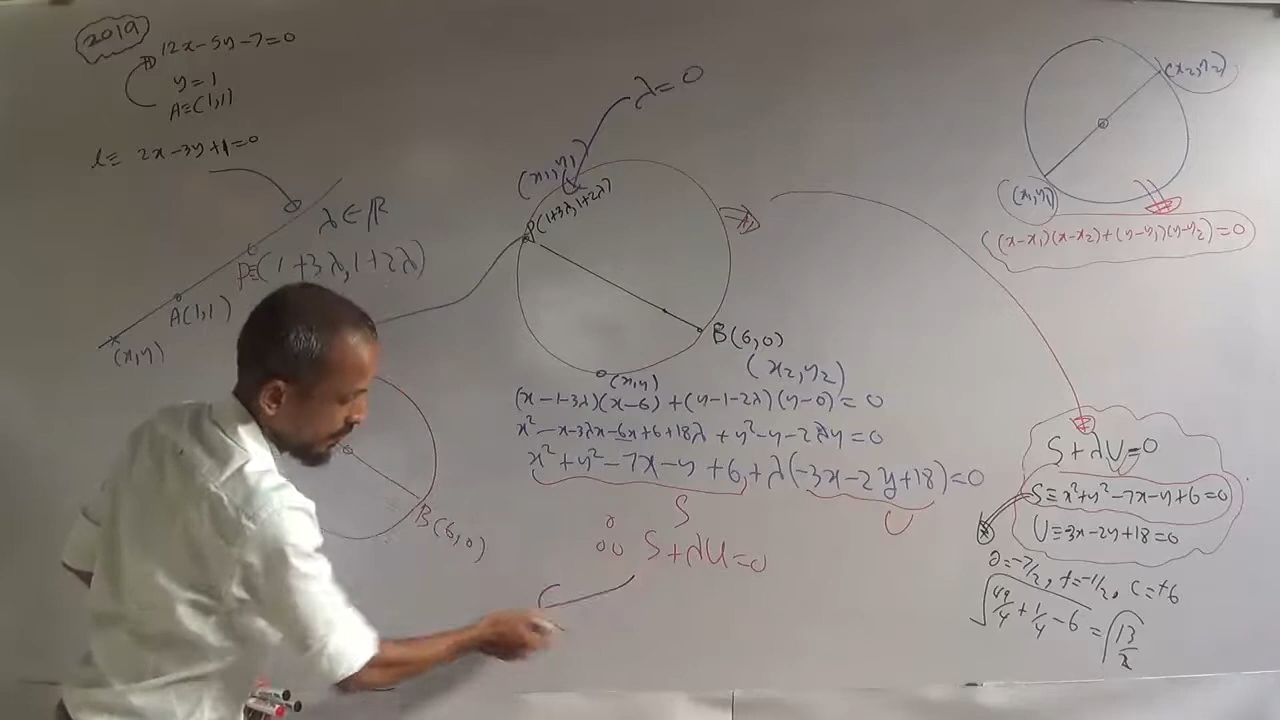 2019
12x-5y-7=0
y=1
A≡(1,1)
l≡ 2x-3y+1=0
λ∈ℝ
P≡(1+3λ,1+2λ)
A(1,1)
(x,y)
B(6,0)
λ=0
(x₁,y₁)
P(1+3λ,1+2λ)
B(6,0)
(x₂,y₂)
(x,y)
(x-1-3λ)(x-6)+(y-1-2λ)(y-0)=0
x²-x-3λx-6x+6+18λ+y²-y-2λy=0
x²+y²-7x-y+6+λ(-3x-2y+18)=0
S
U
S+λU=0
(x₂,y₂)
(x₁,y₁)
(x-x₁)(x-x₂)+(y-y₁)(y-y₂)=0
S+λU=0
S≡x²+y²-7x-y+6=0
U≡3x-2y+18=0
g=-7/2, f=-1/2, c=+6
√49/4+1/4-6=√13/2